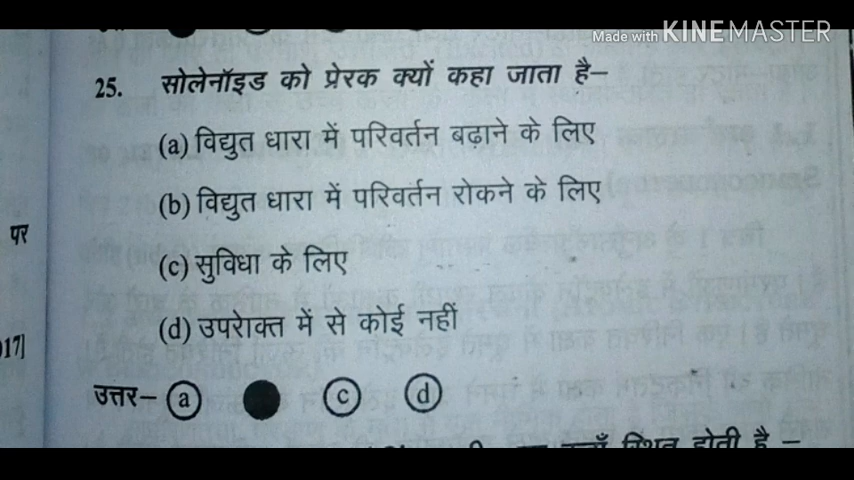 Made with KINEMASTER
25. सोलेनॉइड को प्रेरक क्यों कहा जाता है–
(a) विद्युत धारा में परिवर्तन बढ़ाने के लिए
(b) विद्युत धारा में परिवर्तन रोकने के लिए
पर
(c) सुविधा के लिए
(d) उपरोक्त में से कोई नहीं
017]
उत्तर– (a) (c) (d)
स्थित होती है –